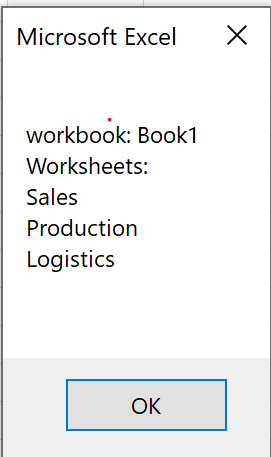 Microsoft Excel
workbook: Book1
Worksheets:
Sales
Production
Logistics
OK